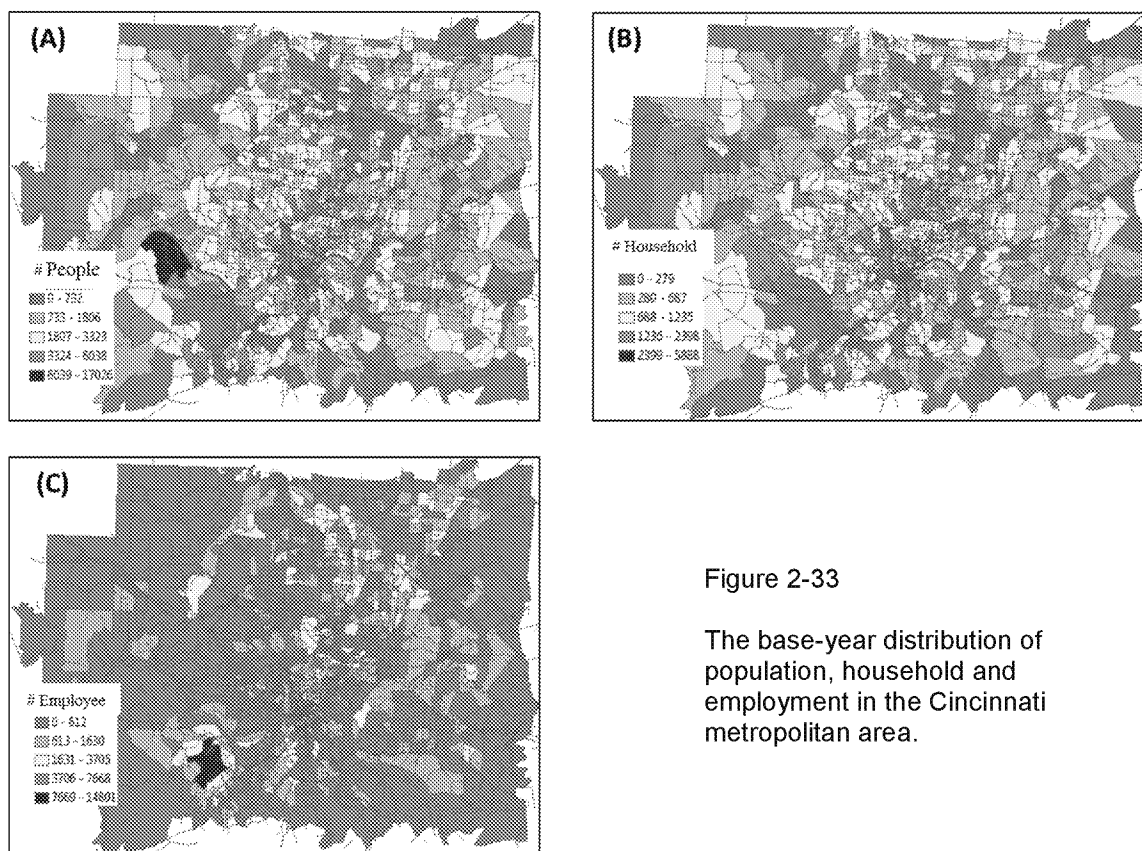 (A)
# People
0 - 732
733 - 1806
1807 - 3323
3324 - 6038
6039 - 17026
(B)
# Household
0 - 279
280 - 687
688 - 1235
1236 - 2398
2399 - 5888
(C)
# Employee
0 - 612
613 - 1630
1631 - 3705
3706 - 7668
7669 - 14801
Figure 2-33
The base-year distribution of
population, household and
employment in the Cincinnati
metropolitan area.